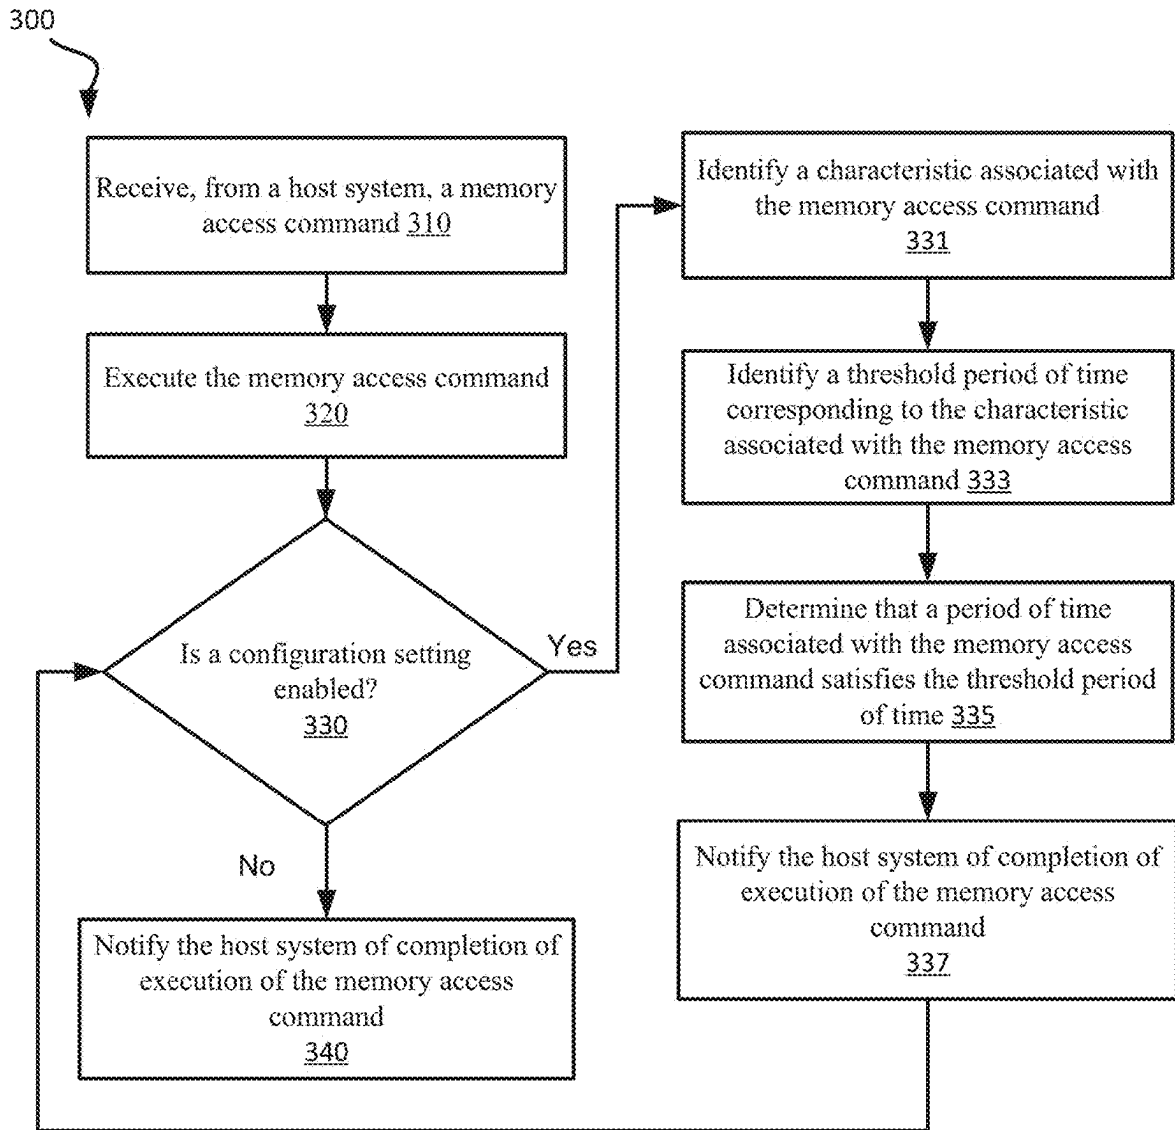 300
Receive, from a host system, a memory
access command 310
Execute the memory access command
320
Is a configuration setting
enabled?
330
Yes
No
Notify the host system of completion of
execution of the memory access
command
340
Identify a characteristic associated with
the memory access command
331
Identify a threshold period of time
corresponding to the characteristic
associated with the memory access
command 333
Determine that a period of time
associated with the memory access
command satisfies the threshold period
of time 335
Notify the host system of completion of
execution of the memory access
command
337